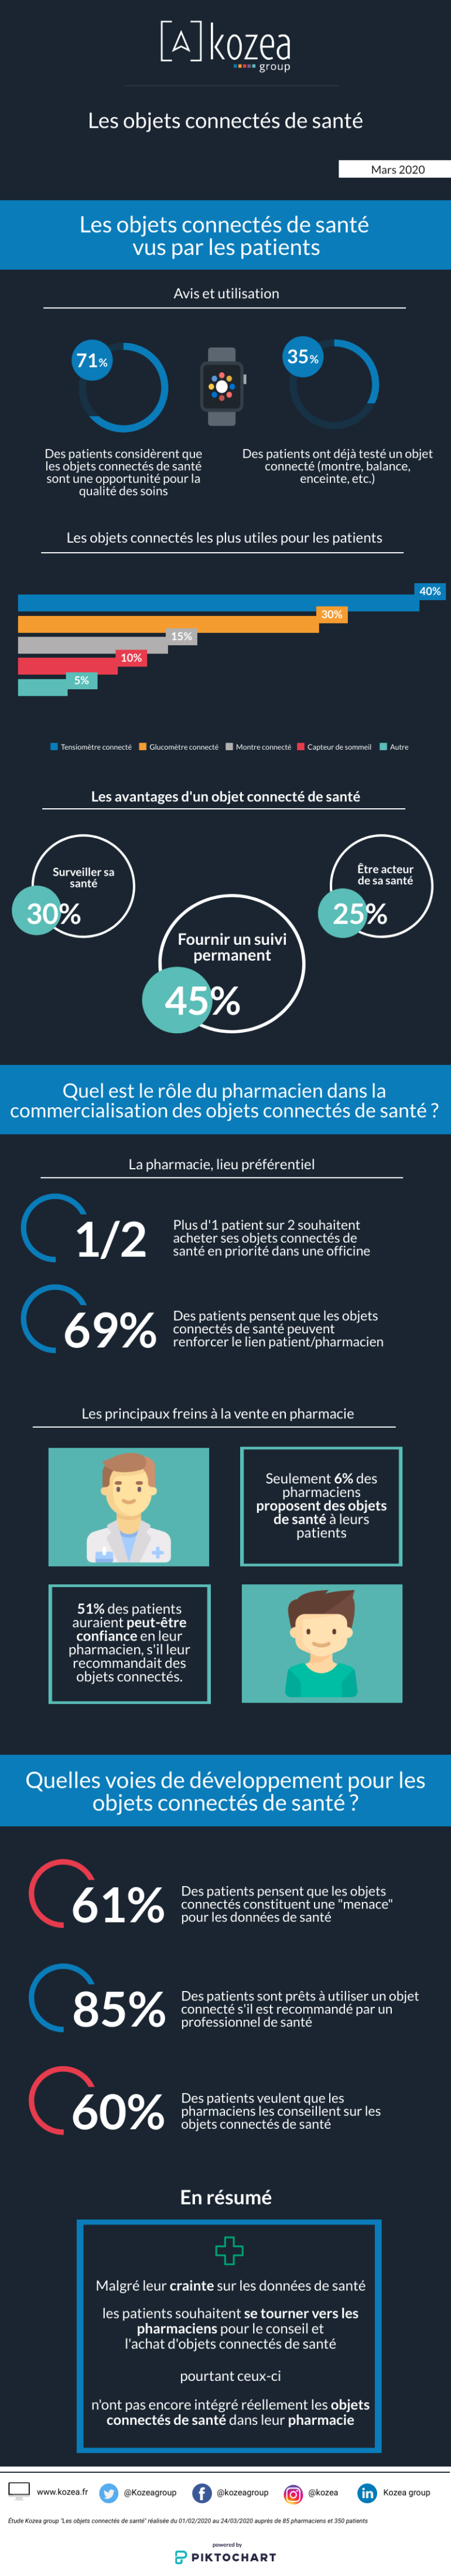 [A] kozea
group
Les objets connectés de santé
Mars 2020
Les objets connectés de santé
vus par les patients
Avis et utilisation
71%
35%
Des patients considèrent que
les objets connectés de santé
sont une opportunité pour la
qualité des soins
Des patients ont déjà testé un objet
connecté (montre, balance,
enceinte, etc.)
Les objets connectés les plus utiles pour les patients
40%
30%
15%
10%
5%
Tensiomètre connecté Glucomètre connecté Montre connecté Capteur de sommeil Autre
Les avantages d'un objet connecté de santé
Surveiller sa
santé
30%
Être acteur
de sa santé
25%
Fournir un suivi
permanent
45%
Quel est le rôle du pharmacien dans la
commercialisation des objets connectés de santé ?
La pharmacie, lieu préférentiel
1/2
Plus d'1 patient sur 2 souhaitent
acheter ses objets connectés de
santé en priorité dans une officine
69%
Des patients pensent que les objets
connectés de santé peuvent
renforcer le lien patient/pharmacien
Les principaux freins à la vente en pharmacie
Seulement 6% des
pharmaciens
proposent des objets
de santé à leurs
patients
51% des patients
auraient peut-être
confiance en leur
pharmacien, s'il leur
recommandait des
objets connectés.
Quelles voies de développement pour les
objets connectés de santé ?
61%
Des patients pensent que les objets
connectés constituent une "menace"
pour les données de santé
85%
Des patients sont prêts à utiliser un objet
connecté s'il est recommandé par un
professionnel de santé
60%
Des patients veulent que les
pharmaciens les conseillent sur les
objets connectés de santé
En résumé
Malgré leur crainte sur les données de santé
les patients souhaitent se tourner vers les
pharmaciens pour le conseil et
l'achat d'objets connectés de santé
pourtant ceux-ci
n'ont pas encore intégré réellement les objets
connectés de santé dans leur pharmacie
www.kozea.fr @Kozeagroup @kozeagroup @kozea Kozea group
Étude Kozea group "Les objets connectés de santé" réalisée du 01/02/2020 au 24/03/2020 auprès de 85 pharmaciens et 350 patients
powered by
PIKTOCHART